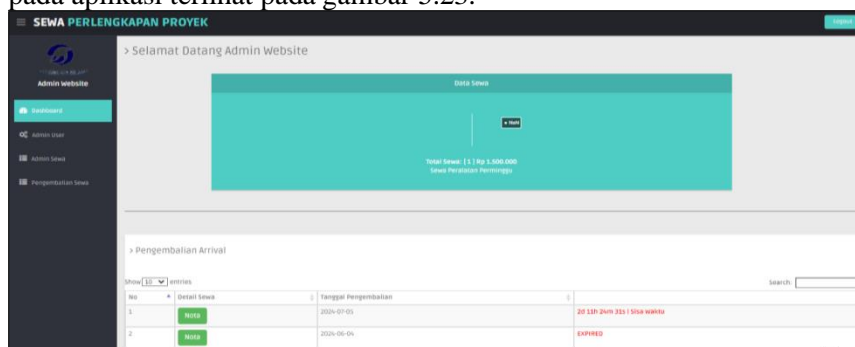 pada aplikasi terlihat pada gambar 5.23.
SEWA PERLENGKAPAN PROYEK
Logout
> Selamat Datang Admin Website
Admin Website
Data Sewa
Dashboard
Admin User
Total Sewa: | 1 | Rp 1.500.000
Admin Sewa
Sewa Peralatan Perminggu
Pengembalian Sewa
> Pengembalian Arrival
Show 10 entries
Search:
No Detail Sewa Tanggal Pengembalian
1 Nota 2024-07-05 2d 11h 24m 31s | Sisa Waktu
2 Nota 2024-06-04 EXPIRED